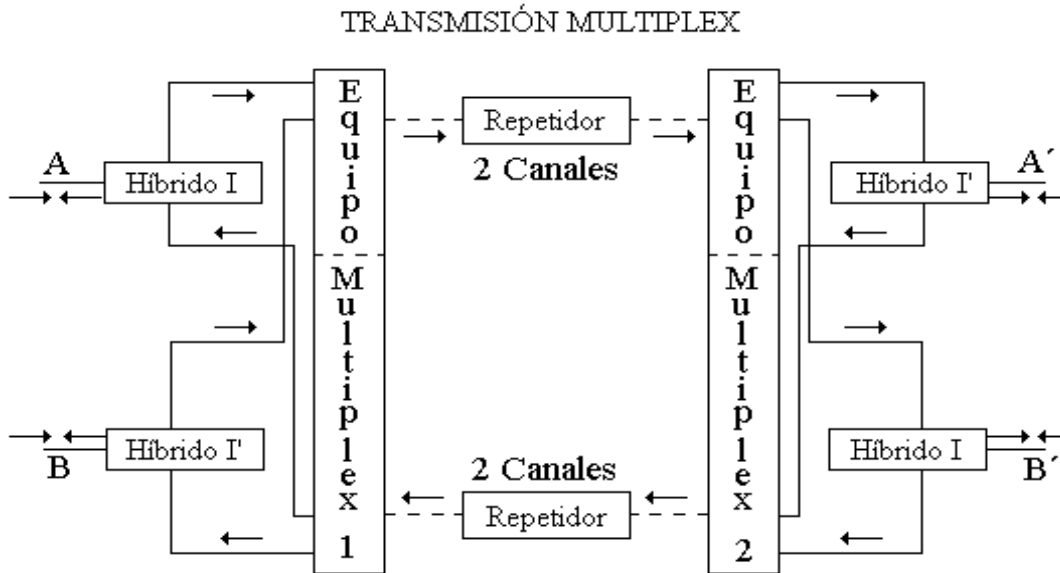 TRANSMISIÓN MULTIPLEX
Equipo Multiplex 1
Repetidor
2 Canales
Equipo Multiplex 2
A
Híbrido I
Híbrido I'
A´
B
Híbrido I'
Híbrido I
B´
2 Canales
Repetidor